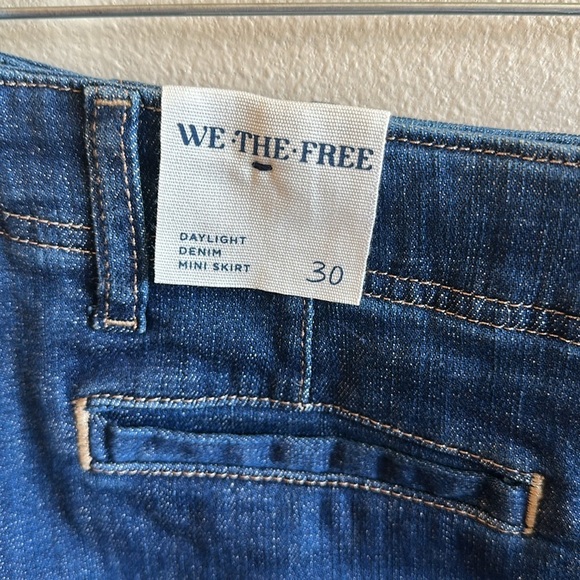 WE·THE·FREE
DAYLIGHT
DENIM
MINI SKIRT
30